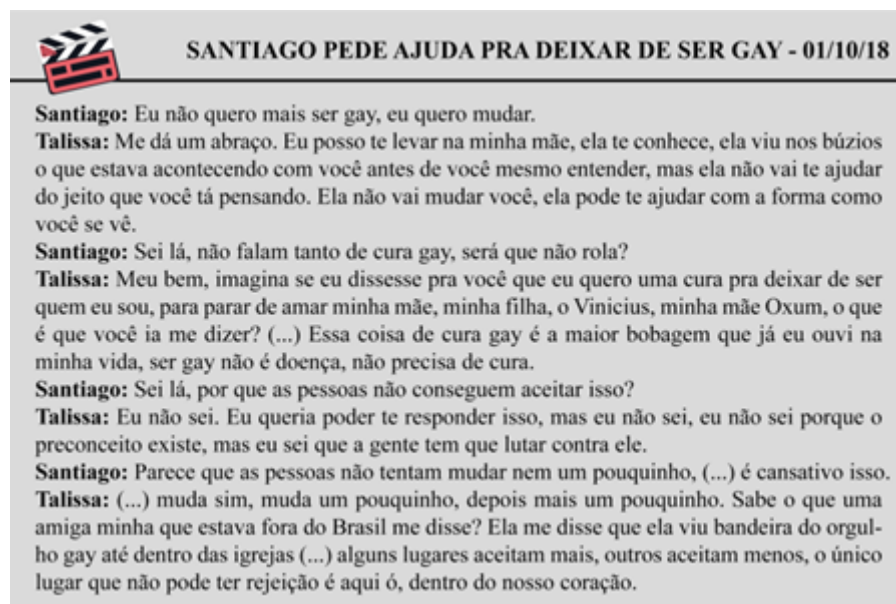 SANTIAGO PEDE AJUDA PRA DEIXAR DE SER GAY - 01/10/18
Santiago: Eu não quero mais ser gay, eu quero mudar.
Talissa: Me dá um abraço. Eu posso te levar na minha mãe, ela te conhece, ela viu nos búzios
o que estava acontecendo com você antes de você mesmo entender, mas ela não vai te ajudar
do jeito que você tá pensando. Ela não vai mudar você, ela pode te ajudar com a forma como
você se vê.
Santiago: Sei lá, não falam tanto de cura gay, será que não rola?
Talissa: Meu bem, imagina se eu dissesse pra você que eu quero uma cura pra deixar de ser
quem eu sou, para parar de amar minha mãe, minha filha, o Vinicius, minha mãe Oxum, o que
é que você ia me dizer? (...) Essa coisa de cura gay é a maior bobagem que já eu ouvi na
minha vida, ser gay não é doença, não precisa de cura.
Santiago: Sei lá, por que as pessoas não conseguem aceitar isso?
Talissa: Eu não sei. Eu queria poder te responder isso, mas eu não sei, eu não sei porque o
preconceito existe, mas eu sei que a gente tem que lutar contra ele.
Santiago: Parece que as pessoas não tentam mudar nem um pouquinho, (...) é cansativo isso.
Talissa: (...) muda sim, muda um pouquinho, depois mais um pouquinho. Sabe o que uma
amiga minha que estava fora do Brasil me disse? Ela me disse que ela viu bandeira do orgul-
ho gay até dentro das igrejas (...) alguns lugares aceitam mais, outros aceitam menos, o único
lugar que não pode ter rejeição é aqui ó, dentro do nosso coração.